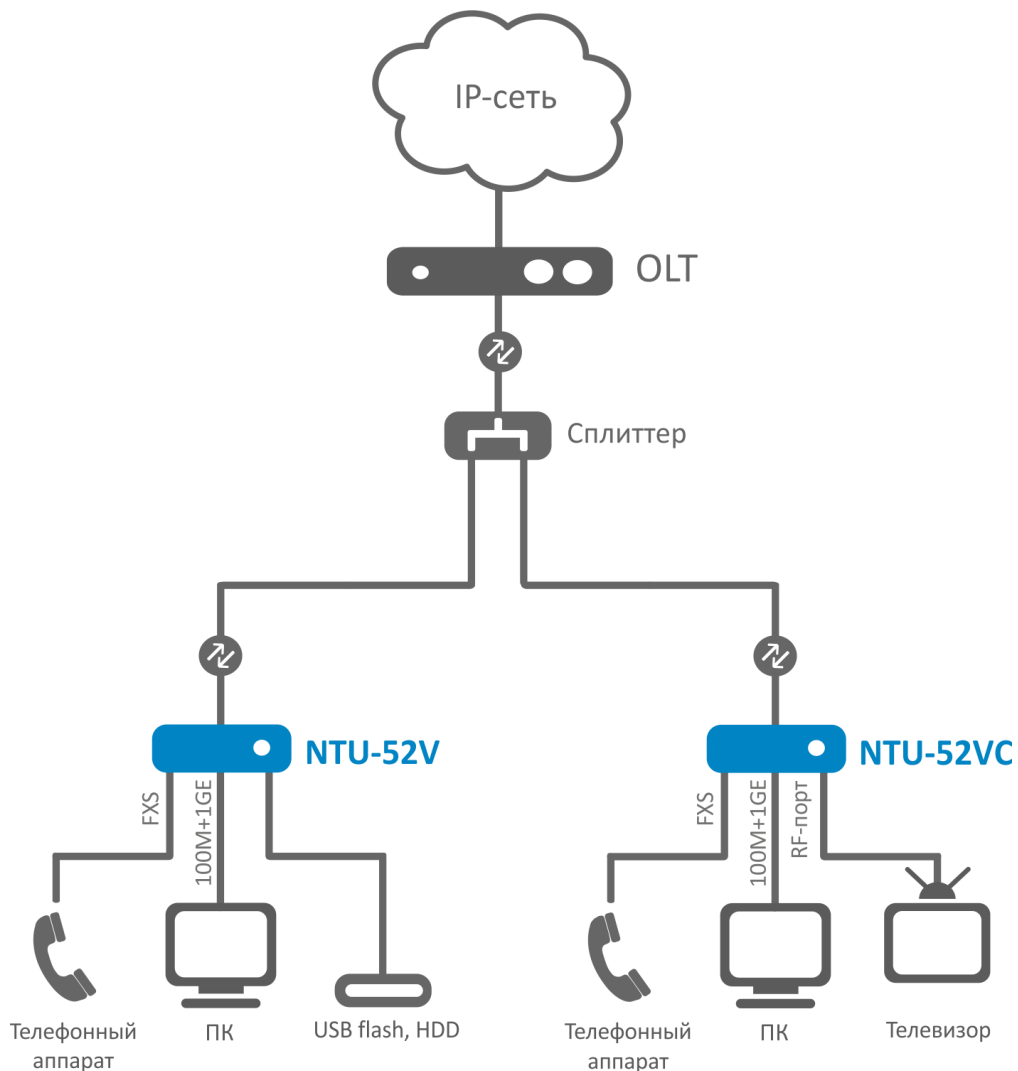 IP-сеть
OLT
Сплиттер
NTU-52V
NTU-52VC
FXS
100M+1GE
FXS
100M+1GE
RF-порт
Телефонный
аппарат
ПК
USB flash, HDD
Телефонный
аппарат
ПК
Телевизор